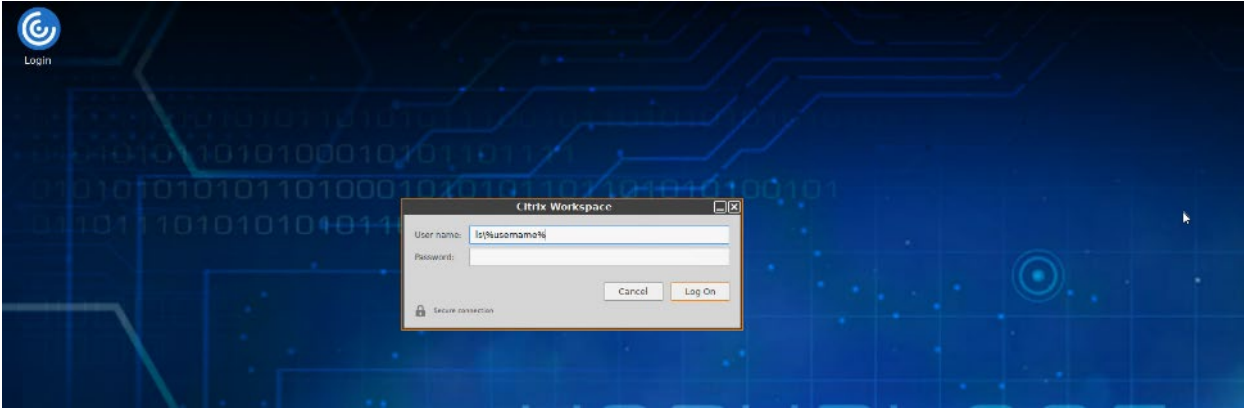 Login
Citrix Workspace
User name: ls\%username%
Password:
Cancel Log On
Secure connection